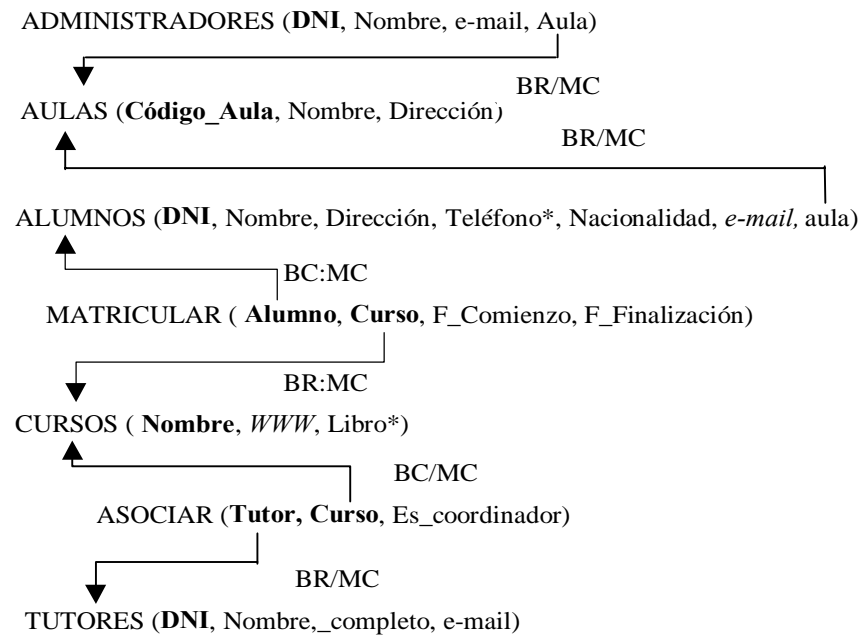 ADMINISTRADORES (DNI, Nombre, e-mail, Aula)
BR/MC
AULAS (Código_Aula, Nombre, Dirección)
BR/MC
ALUMNOS (DNI, Nombre, Dirección, Teléfono*, Nacionalidad, e-mail, aula)
BC:MC
MATRICULAR ( Alumno, Curso, F_Comienzo, F_Finalización)
BR:MC
CURSOS ( Nombre, WWW, Libro*)
BC/MC
ASOCIAR (Tutor, Curso, Es_coordinador)
BR/MC
TUTORES (DNI, Nombre,_completo, e-mail)